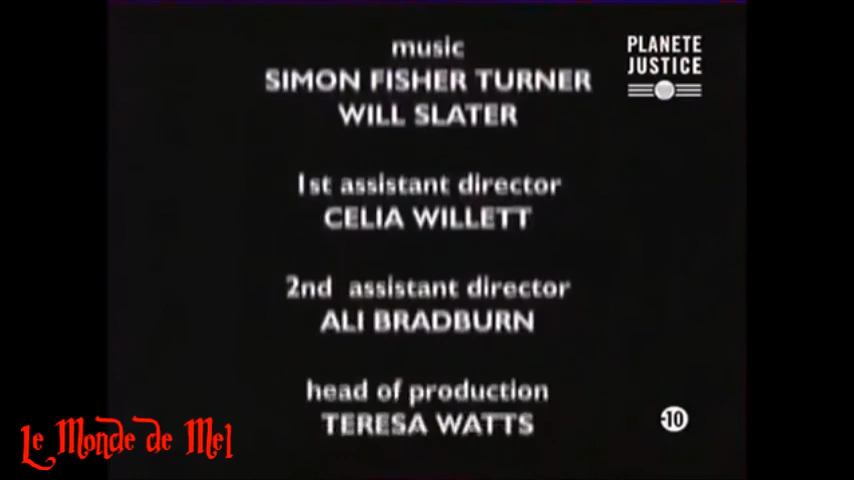 music
SIMON FISHER TURNER
WILL SLATER
1st assistant director
CELIA WILLETT
2nd assistant director
ALI BRADBURN
head of production
TERESA WATTS
PLANETE
JUSTICE
-10
Le Monde de Mel